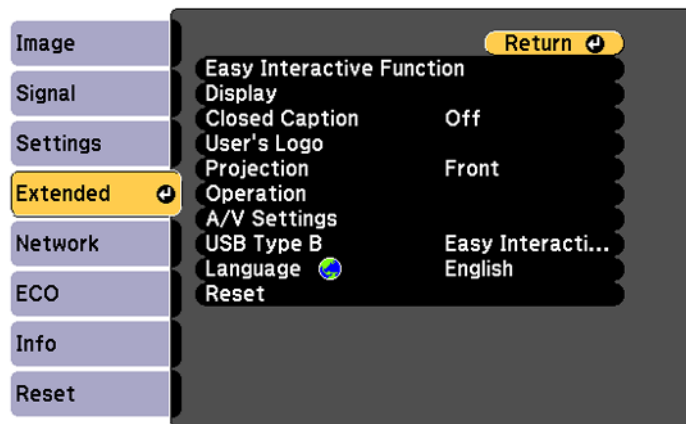 Image
Signal
Settings
Extended
Network
ECO
Info
Reset
Return
Easy Interactive Function
Display
Closed Caption Off
User's Logo
Projection Front
Operation
A/V Settings
USB Type B Easy Interacti...
Language English
Reset